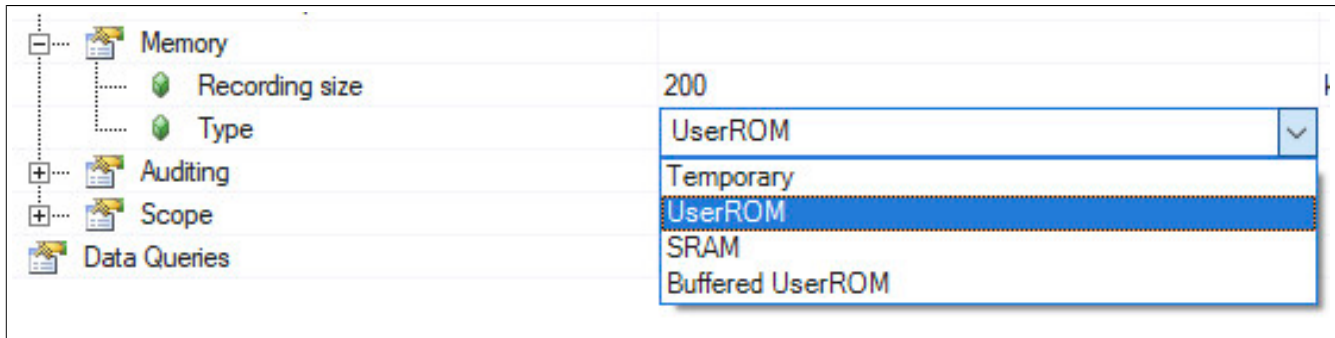 Memory
Recording size 200
Type UserROM
Temporary
Auditing
UserROM
Scope
SRAM
Data Queries
Buffered UserROM